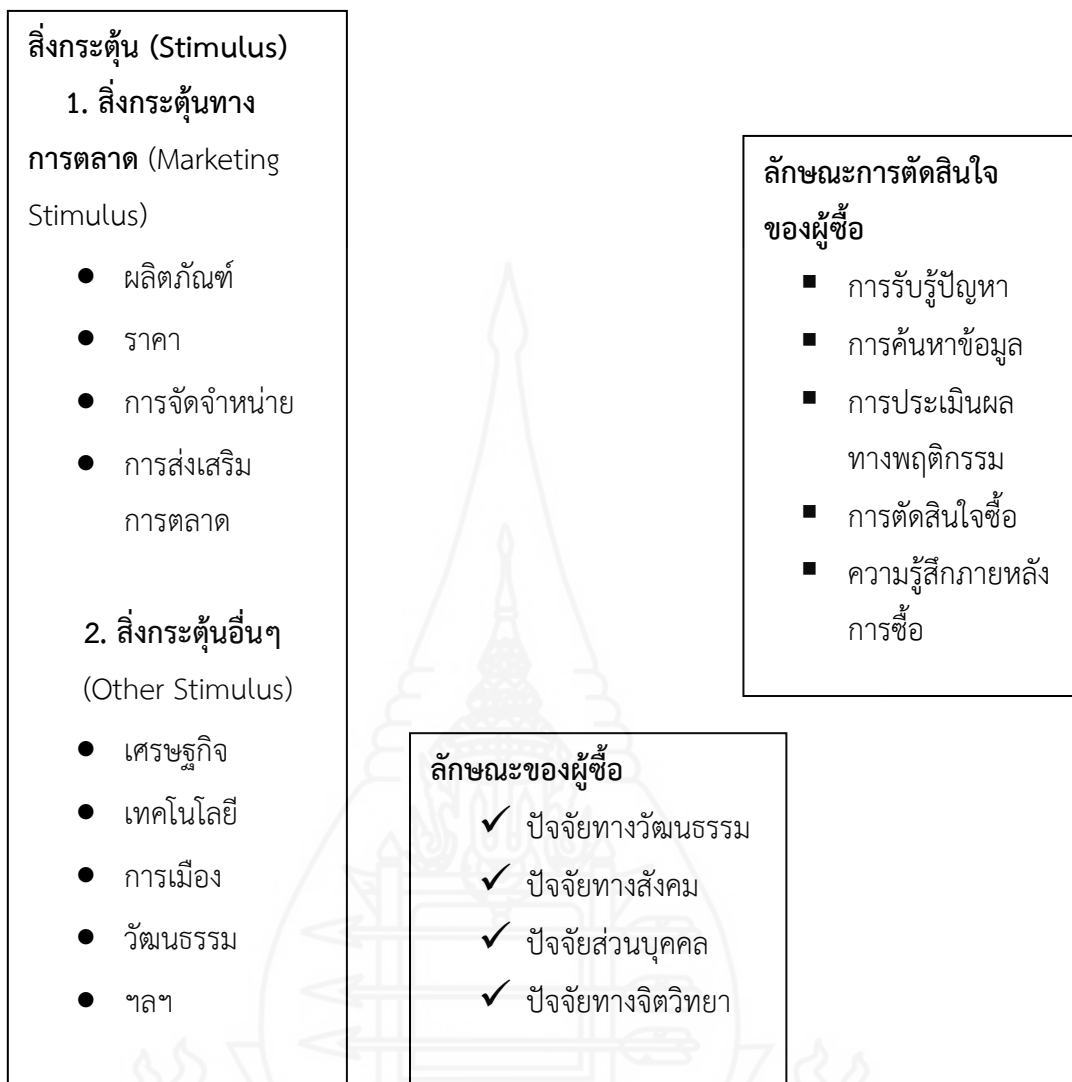 สิ่งกระตุ้น (Stimulus)
1. สิ่งกระตุ้นทาง
การตลาด (Marketing
Stimulus)
● ผลิตภัณฑ์
● ราคา
● การจัดจำหน่าย
● การส่งเสริม
การตลาด
2. สิ่งกระตุ้นอื่นๆ
(Other Stimulus)
● เศรษฐกิจ
● เทคโนโลยี
● การเมือง
● วัฒนธรรม
● ฯลฯ
ลักษณะของผู้ซื้อ
✓ ปัจจัยทางวัฒนธรรม
✓ ปัจจัยทางสังคม
✓ ปัจจัยส่วนบุคคล
✓ ปัจจัยทางจิตวิทยา
ลักษณะการตัดสินใจ
ของผู้ซื้อ
■ การรับรู้ปัญหา
■ การค้นหาข้อมูล
■ การประเมินผล
ทางพฤติกรรม
■ การตัดสินใจซื้อ
■ ความรู้สึกภายหลัง
การซื้อ